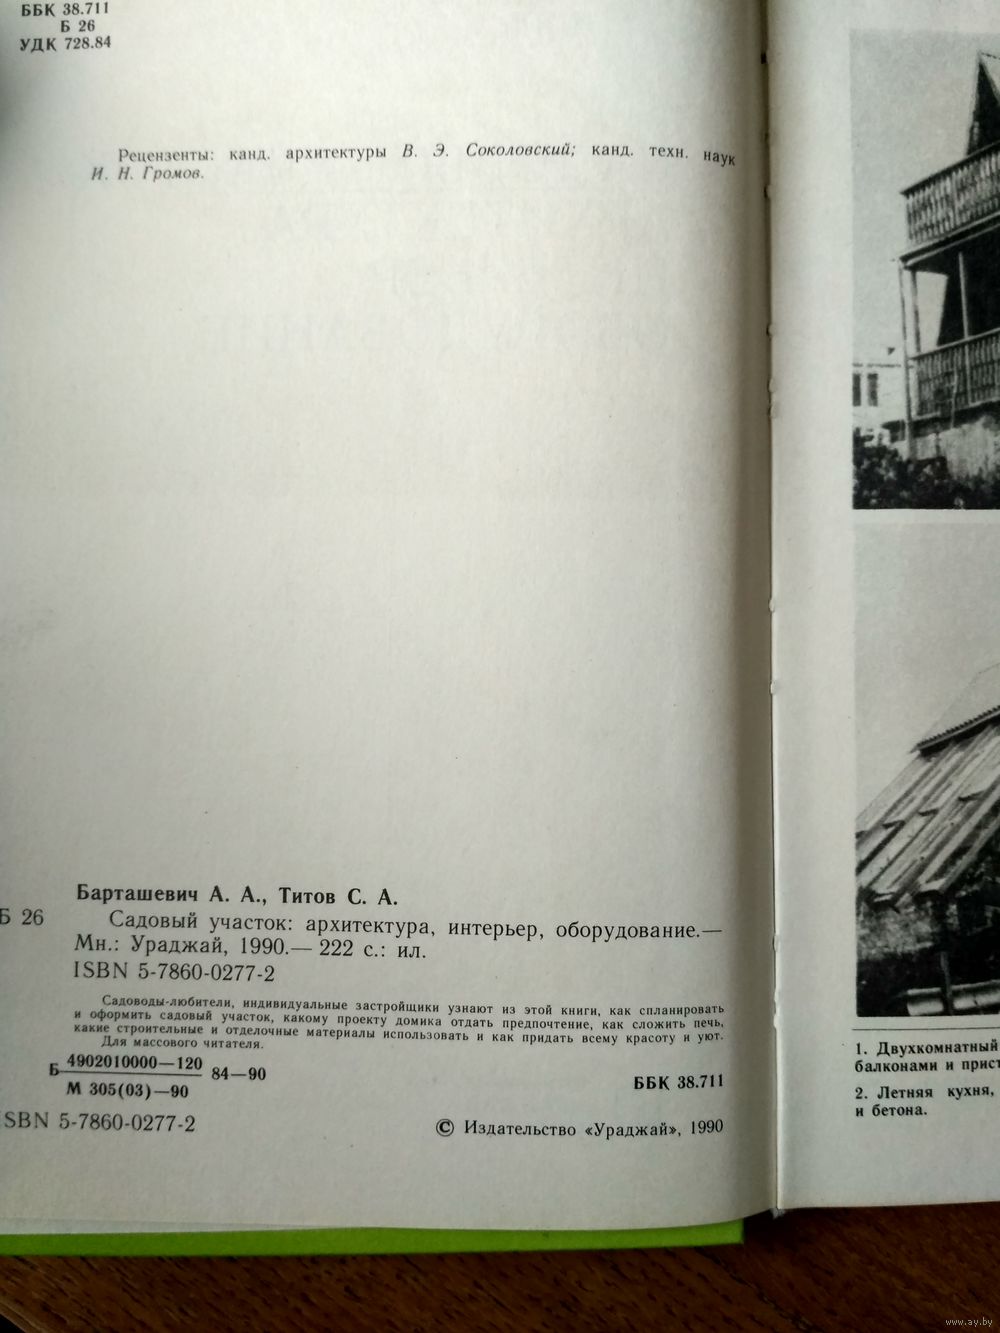 ББК 38.711
Б 26
УДК 728.84
Рецензенты: канд. архитектуры В. Э. Соколовский; канд. техн. наук
И. Н. Громов.
Барташевич А. А., Титов С. А.
Б 26 Садовый участок: архитектура, интерьер, оборудование.—
Мн.: Ураджай, 1990.— 222 с.: ил.
ISBN 5-7860-0277-2
Садоводы-любители, индивидуальные застройщики узнают из этой книги, как спланировать
и оформить садовый участок, какому проекту домика отдать предпочтение, как сложить печь,
какие строительные и отделочные материалы использовать и как придать всему красоту и уют.
Для массового читателя.
Б 4902010000—120 84—90
М 305(03)—90
ББК 38.711
ISBN 5-7860-0277-2
© Издательство «Ураджай», 1990
1. Двухкомнатный
балконами и прист
2. Летняя кухня,
и бетона.
www.ay.by